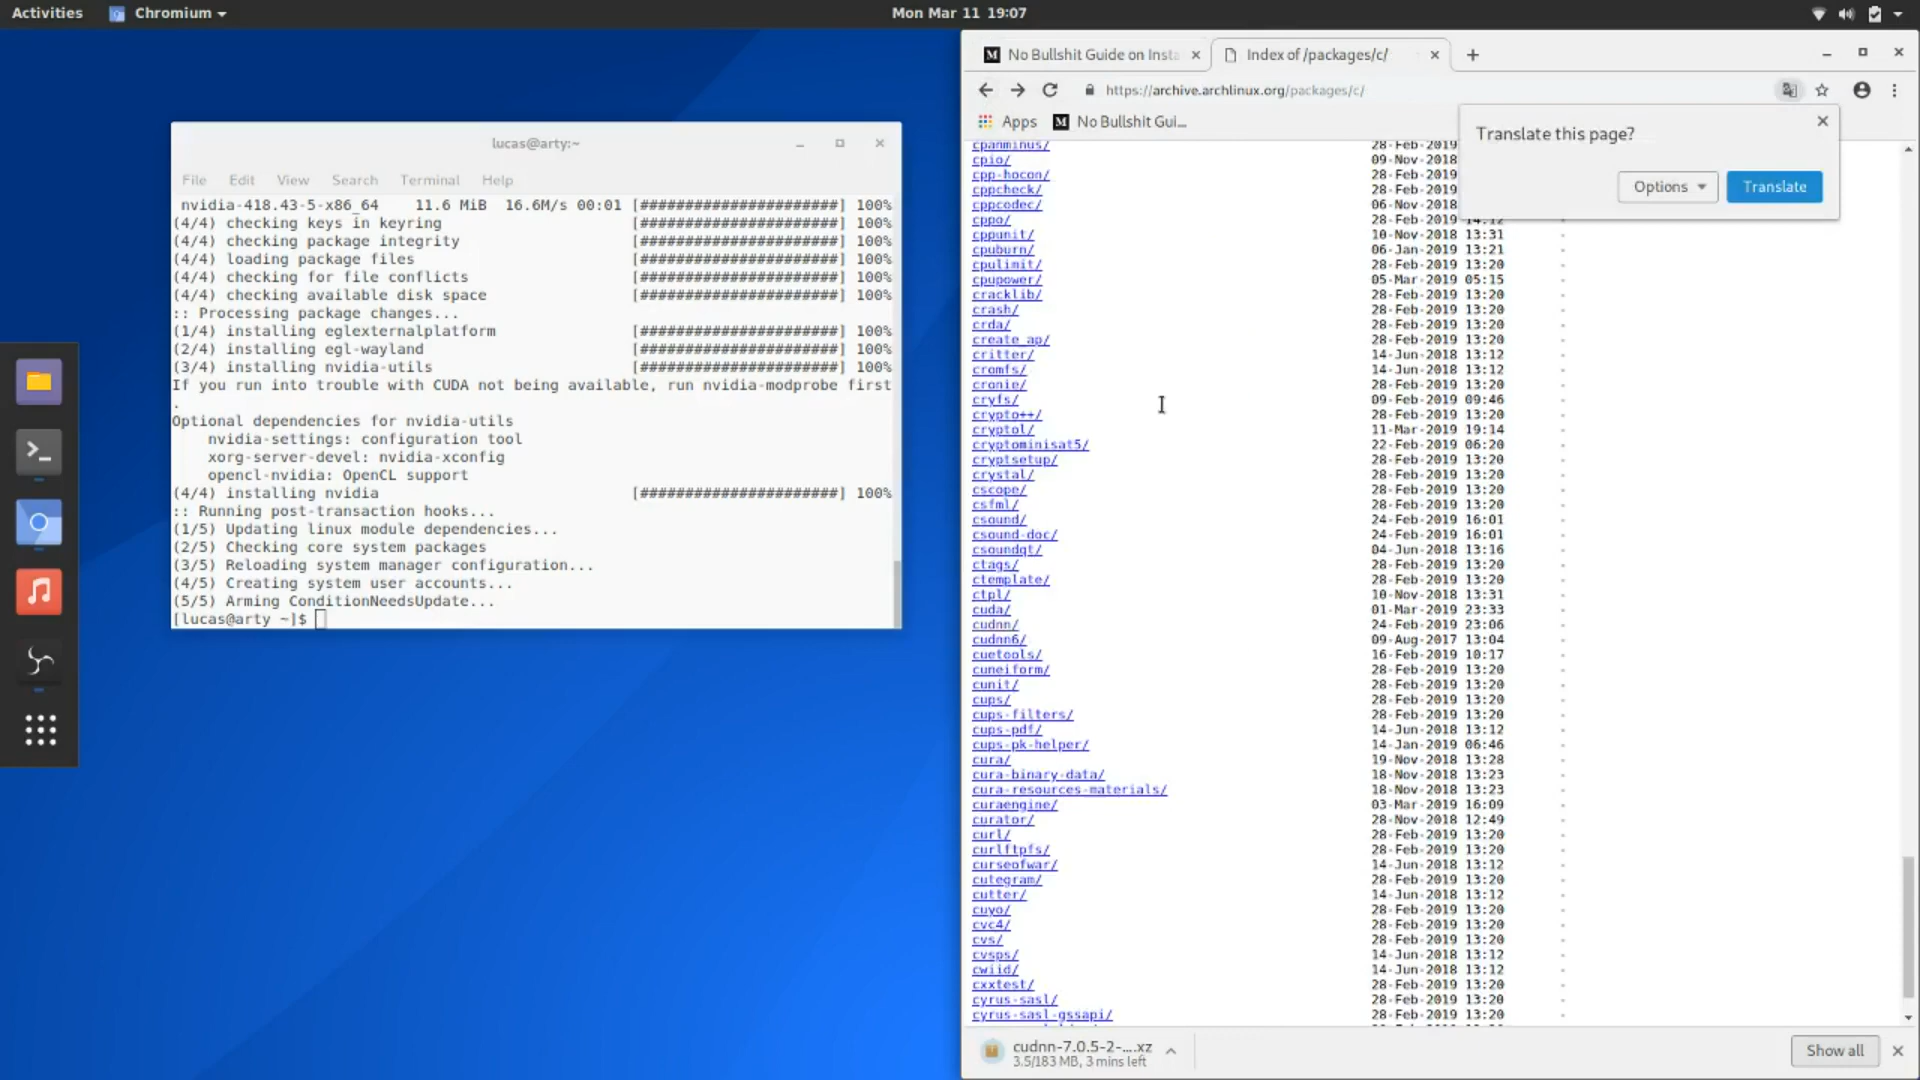 Activities
Chromium
Mon Mar 11 19:07
lucas@arty:~
File Edit View Search Terminal Help
nvidia-418.43-5-x86_64 11.6 MiB 16.6M/s 00:01 [######################] 100%
(4/4) checking keys in keyring [######################] 100%
(4/4) checking package integrity [######################] 100%
(4/4) loading package files [######################] 100%
(4/4) checking for file conflicts [######################] 100%
(4/4) checking available disk space [######################] 100%
:: Processing package changes...
(1/4) installing eglexternalplatform [######################] 100%
(2/4) installing egl-wayland [######################] 100%
(3/4) installing nvidia-utils [######################] 100%
If you run into trouble with CUDA not being available, run nvidia-modprobe first
.
Optional dependencies for nvidia-utils
nvidia-settings: configuration tool
xorg-server-devel: nvidia-xconfig
opencl-nvidia: OpenCL support
(4/4) installing nvidia [######################] 100%
:: Running post-transaction hooks...
(1/5) Updating linux module dependencies...
(2/5) Checking core system packages
(3/5) Reloading system manager configuration...
(4/5) Creating system user accounts...
(5/5) Arming ConditionNeedsUpdate...
[lucas@arty ~]$
No Bullshit Guide on Insta
Index of /packages/c/
https://archive.archlinux.org/packages/c/
Apps
No Bullshit Gui...
Translate this page?
Options
Translate
cpanminus/ 28-Feb-2019
cpio/ 09-Nov-2018
cpp-hocon/ 28-Feb-2019
cppcheck/ 28-Feb-2019
cppcodec/ 06-Nov-2018
cppo/ 28-Feb-2019 14:12
cppunit/ 10-Nov-2018 13:31 -
cpuburn/ 06-Jan-2019 13:21 -
cpulimit/ 28-Feb-2019 13:20 -
cpupower/ 05-Mar-2019 05:15 -
cracklib/ 28-Feb-2019 13:20 -
crash/ 28-Feb-2019 13:20 -
crda/ 28-Feb-2019 13:20 -
create_ap/ 28-Feb-2019 13:20 -
critter/ 14-Jun-2018 13:12 -
cromfs/ 14-Jun-2018 13:12 -
cronie/ 28-Feb-2019 13:20 -
cryfs/ 09-Feb-2019 09:46 -
crypto++/ 28-Feb-2019 13:20 -
cryptol/ 11-Mar-2019 19:14 -
cryptominisat5/ 22-Feb-2019 06:20 -
cryptsetup/ 28-Feb-2019 13:20 -
crystal/ 28-Feb-2019 13:20 -
cscope/ 28-Feb-2019 13:20 -
csfml/ 28-Feb-2019 13:20 -
csound/ 24-Feb-2019 16:01 -
csound-doc/ 24-Feb-2019 16:01 -
csoundqt/ 04-Jun-2018 13:16 -
ctags/ 28-Feb-2019 13:20 -
ctemplate/ 28-Feb-2019 13:20 -
ctpl/ 10-Nov-2018 13:31 -
cuda/ 01-Mar-2019 23:33 -
cudnn/ 24-Feb-2019 23:06 -
cudnn6/ 09-Aug-2017 13:04 -
cuetools/ 16-Feb-2019 10:17 -
cuneiform/ 28-Feb-2019 13:20 -
cunit/ 28-Feb-2019 13:20 -
cups/ 28-Feb-2019 13:20 -
cups-filters/ 28-Feb-2019 13:20 -
cups-pdf/ 14-Jun-2018 13:12 -
cups-pk-helper/ 14-Jan-2019 06:46 -
cura/ 19-Nov-2018 13:28 -
cura-binary-data/ 18-Nov-2018 13:23 -
cura-resources-materials/ 18-Nov-2018 13:23 -
curaengine/ 03-Mar-2019 16:09 -
curator/ 28-Nov-2018 12:49 -
curl/ 28-Feb-2019 13:20 -
curlftpfs/ 28-Feb-2019 13:20 -
curseofwar/ 14-Jun-2018 13:12 -
cutegram/ 28-Feb-2019 13:20 -
cutter/ 14-Jun-2018 13:12 -
cuyo/ 28-Feb-2019 13:20 -
cvc4/ 28-Feb-2019 13:20 -
cvs/ 28-Feb-2019 13:20 -
cvsps/ 14-Jun-2018 13:12 -
cwiid/ 14-Jun-2018 13:12 -
cxxtest/ 28-Feb-2019 13:20 -
cyrus-sasl/ 28-Feb-2019 13:20 -
cyrus-sasl-gssapi/ 28-Feb-2019 13:20 -
cudnn-7.0.5-2-....xz
3.5/183 MB, 3 mins left
Show all